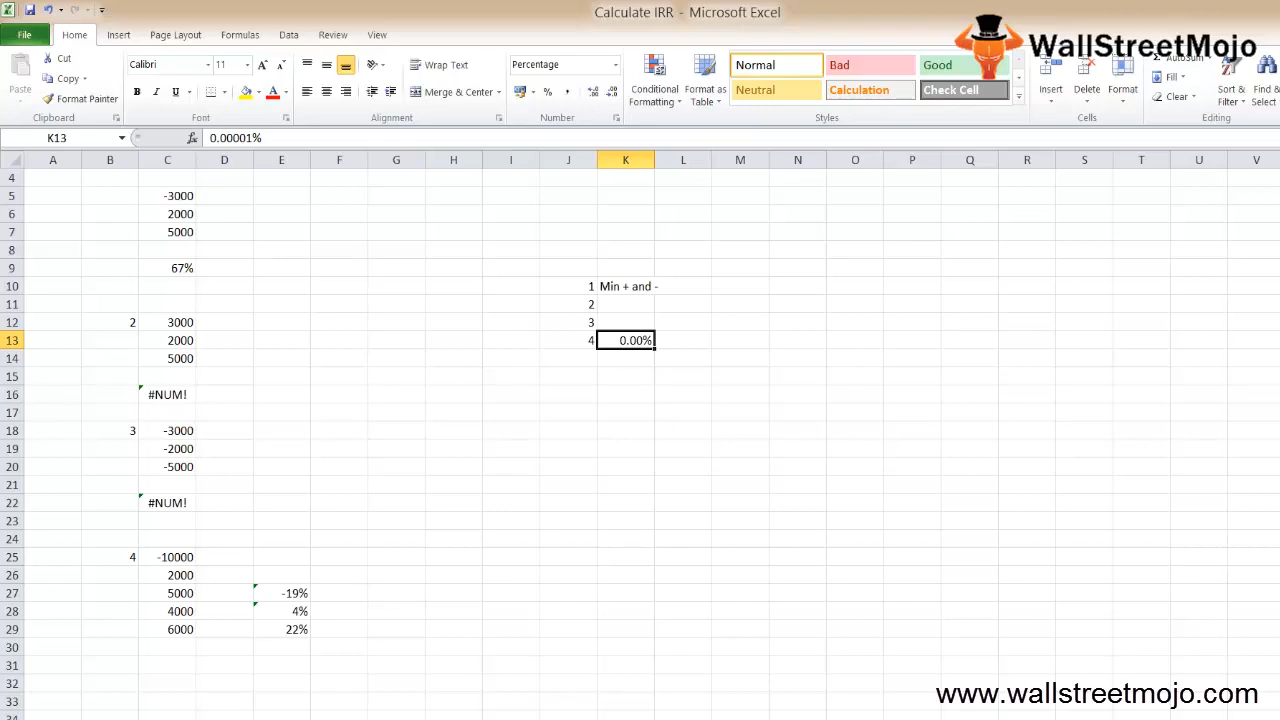 Calculate IRR - Microsoft Excel
WallStreetMojo
File Home Insert Page Layout Formulas Data Review View
Paste Cut Copy Format Painter
Calibri 11
B I U A
Wrap Text
Merge & Center
Percentage
% ,
Conditional Formatting
Format as Table
Normal Bad Good
Neutral Calculation Check Cell
Insert Delete Format
AutoSum
Fill
Clear
Sort & Filter
Find &
Select
Clipboard Font Alignment Number Styles Cells Editing
K13 fx 0.00001%
A B C D E F G H I J K L M N O P Q R S T U V
4
5 -3000
6 2000
7 5000
8
9 67%
10 1 Min + and -
11 2
12 2 3000 3
13 2000 4 0.00%
14 5000
15
16 #NUM!
17
18 3 -3000
19 -2000
20 -5000
21
22 #NUM!
23
24
25 4 -10000
26 2000
27 5000 -19%
28 4000 4%
29 6000 22%
30
31
32
33
www.wallstreetmojo.com